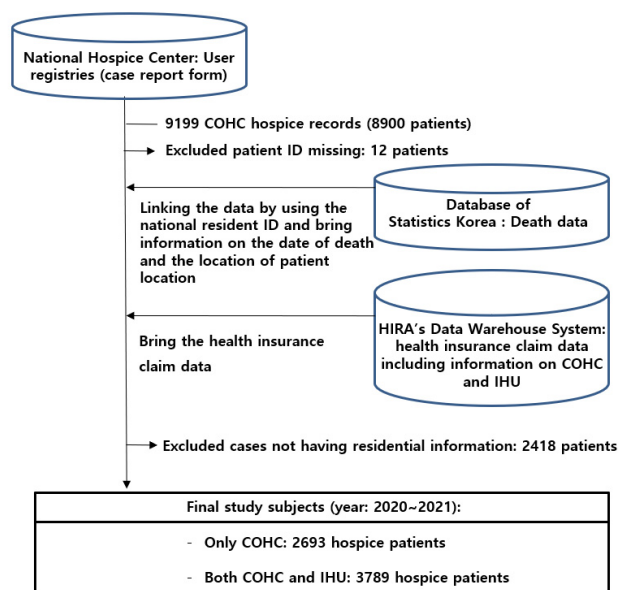 National Hospice Center: User
registries (case report form)
9199 COHC hospice records (8900 patients)
Excluded patient ID missing: 12 patients
Database of
Statistics Korea : Death data
Linking the data by using the
national resident ID and bring
information on the date of death
and the location of patient
location
HIRA's Data Warehouse System:
health insurance claim data
including information on COHC
and IHU
Bring the health insurance
claim data
Excluded cases not having residential information: 2418 patients
Final study subjects (year: 2020~2021):
- Only COHC: 2693 hospice patients
- Both COHC and IHU: 3789 hospice patients